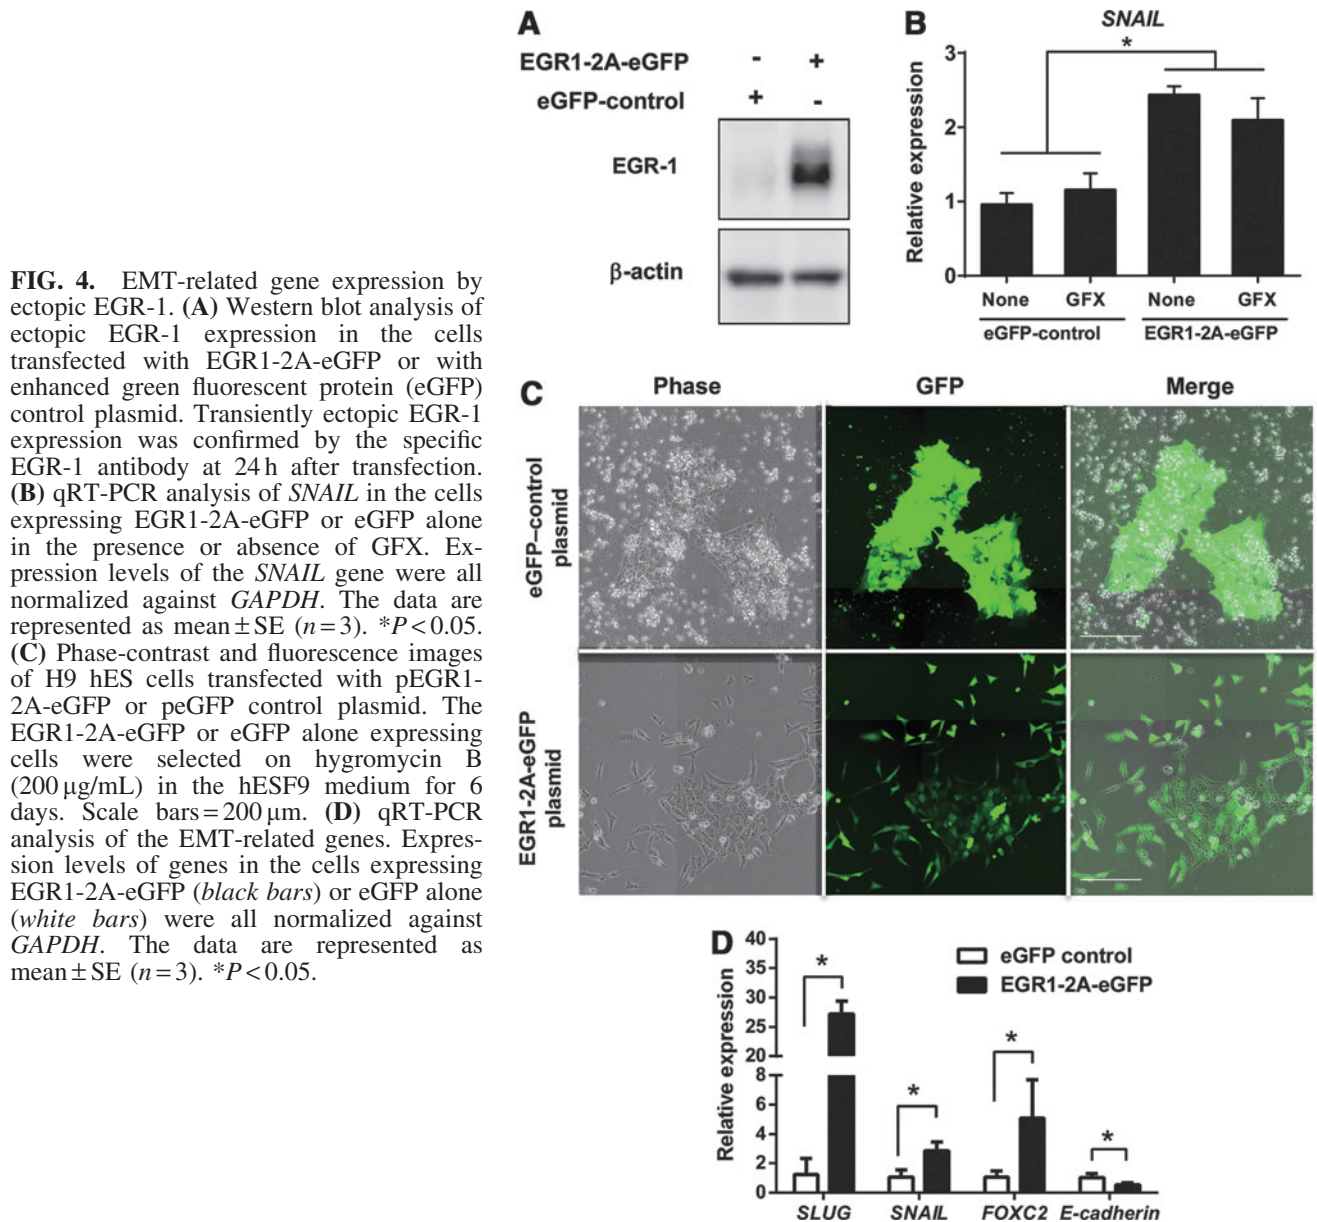 FIG. 4. EMT-related gene expression by
ectopic EGR-1. (A) Western blot analysis of
ectopic EGR-1 expression in the cells
transfected with EGR1-2A-eGFP or with
enhanced green fluorescent protein (eGFP)
control plasmid. Transiently ectopic EGR-1
expression was confirmed by the specific
EGR-1 antibody at 24 h after transfection.
(B) qRT-PCR analysis of SNAIL in the cells
expressing EGR1-2A-eGFP or eGFP alone
in the presence or absence of GFX. Ex-
pression levels of the SNAIL gene were all
normalized against GAPDH. The data are
represented as mean ± SE (n = 3). *P < 0.05.
(C) Phase-contrast and fluorescence images
of H9 hES cells transfected with pEGR1-
2A-eGFP or peGFP control plasmid. The
EGR1-2A-eGFP or eGFP alone expressing
cells were selected on hygromycin B
(200 μg/mL) in the hESF9 medium for 6
days. Scale bars = 200 μm. (D) qRT-PCR
analysis of the EMT-related genes. Expres-
sion levels of genes in the cells expressing
EGR1-2A-eGFP (black bars) or eGFP alone
(white bars) were all normalized against
GAPDH. The data are represented as
mean ± SE (n = 3). *P < 0.05.
A
EGR1-2A-eGFP - +
eGFP-control + -
EGR-1
β-actin
B
SNAIL
*
Relative expression
3
2
1
0
None GFX None GFX
eGFP-control EGR1-2A-eGFP
C
Phase GFP Merge
eGFP–control
plasmid
EGR1-2A-eGFP
plasmid
D
Relative expression
40
35
30
25
20
8
6
4
2
0
* * * *
eGFP control
EGR1-2A-eGFP
SLUG SNAIL FOXC2 E-cadherin